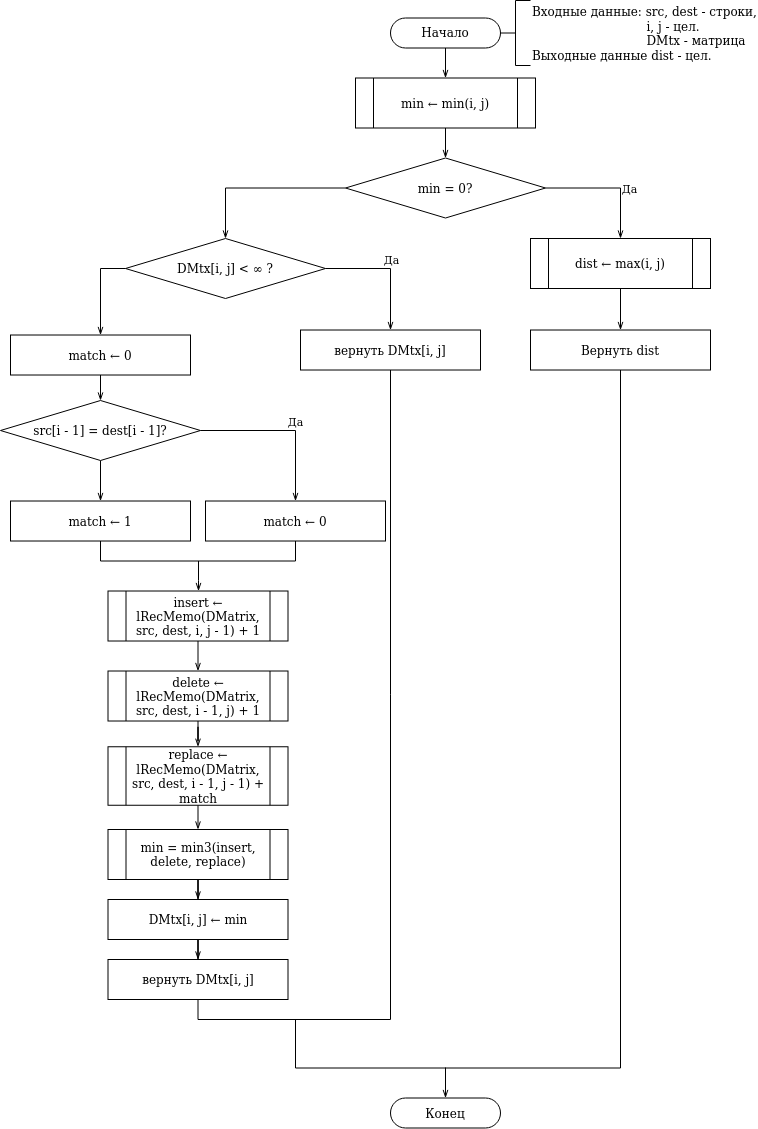 Начало
Входные данные: src, dest - строки,
i, j - цел.
DMtx - матрица
Выходные данные dist - цел.
min ← min(i, j)
min = 0?
Да
DMtx[i, j] < ∞ ?
Да
dist ← max(i, j)
match ← 0
вернуть DMtx[i, j]
Вернуть dist
src[i - 1] = dest[i - 1]?
Да
match ← 1
match ← 0
insert ←
lRecMemo(DMatrix,
src, dest, i, j - 1) + 1
delete ←
lRecMemo(DMatrix,
src, dest, i - 1, j) + 1
replace ←
lRecMemo(DMatrix,
src, dest, i - 1, j - 1) +
match
min = min3(insert,
delete, replace)
DMtx[i, j] ← min
вернуть DMtx[i, j]
Конец